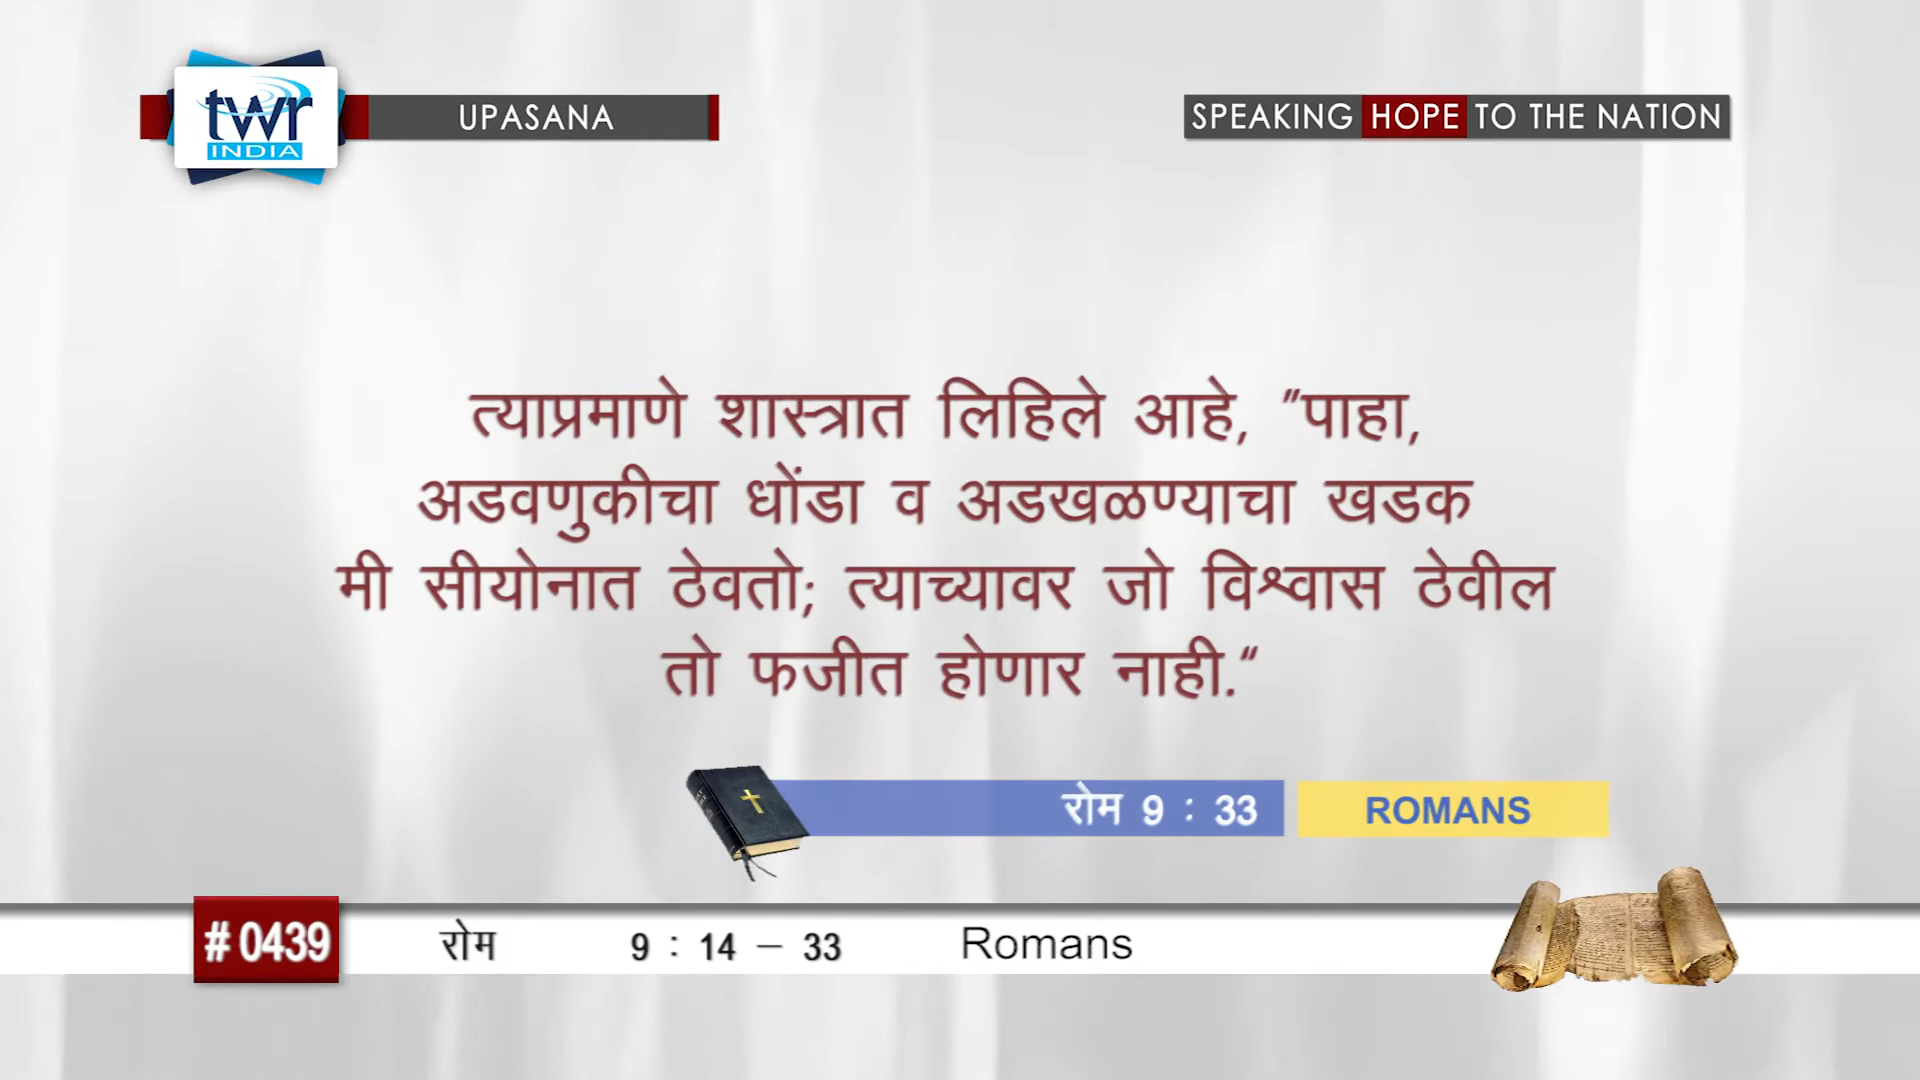 twr
INDIA
UPASANA
SPEAKING HOPE TO THE NATION
त्याप्रमाणे शास्त्रात लिहिले आहे, "पाहा,
अडवणुकीचा धोंडा व अडखळण्याचा खडक
मी सीयोनात ठेवतो; त्याच्यावर जो विश्वास ठेवील
तो फजीत होणार नाही.“
रोम 9 : 33
ROMANS
# 0439
रोम 9 : 14 – 33 Romans